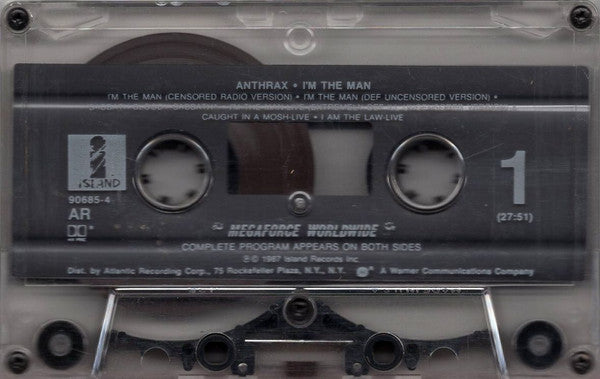 ANTHRAX • I'M THE MAN
I'M THE MAN (CENSORED RADIO VERSION) • I'M THE MAN (DEF UNCENSORED VERSION) •
CAUGHT IN A MOSH-LIVE • I AM THE LAW-LIVE
ISLAND
90685-4
AR
1
(27:51)
MEGAFORCE WORLDWIDE
COMPLETE PROGRAM APPEARS ON BOTH SIDES
℗ © 1987 Island Records Inc.
Dist. by Atlantic Recording Corp., 75 Rockefeller Plaza, N.Y., N.Y. A Warner Communications Company